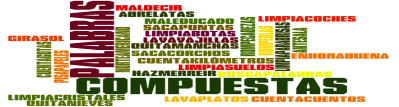 MALDECIR
ABRELATAS
MALEDUCADO
LIMPIACOCHES
SACAPUNTAS
LIMPIABOTAS
GIRASOL
LAVAVAJILLAS
QUITAMANCHAS
SACACORCHOS
ENHORABUENA
CUENTAKILÓMETROS
LIMPIASUELOS
HAZMERREIR
BUSCAPALABRAS
PALABRAS
COMPUESTAS
LIMPIACRISTALES
LAVAPLATOS
CUENTACUENTOS
QUITANIEVES